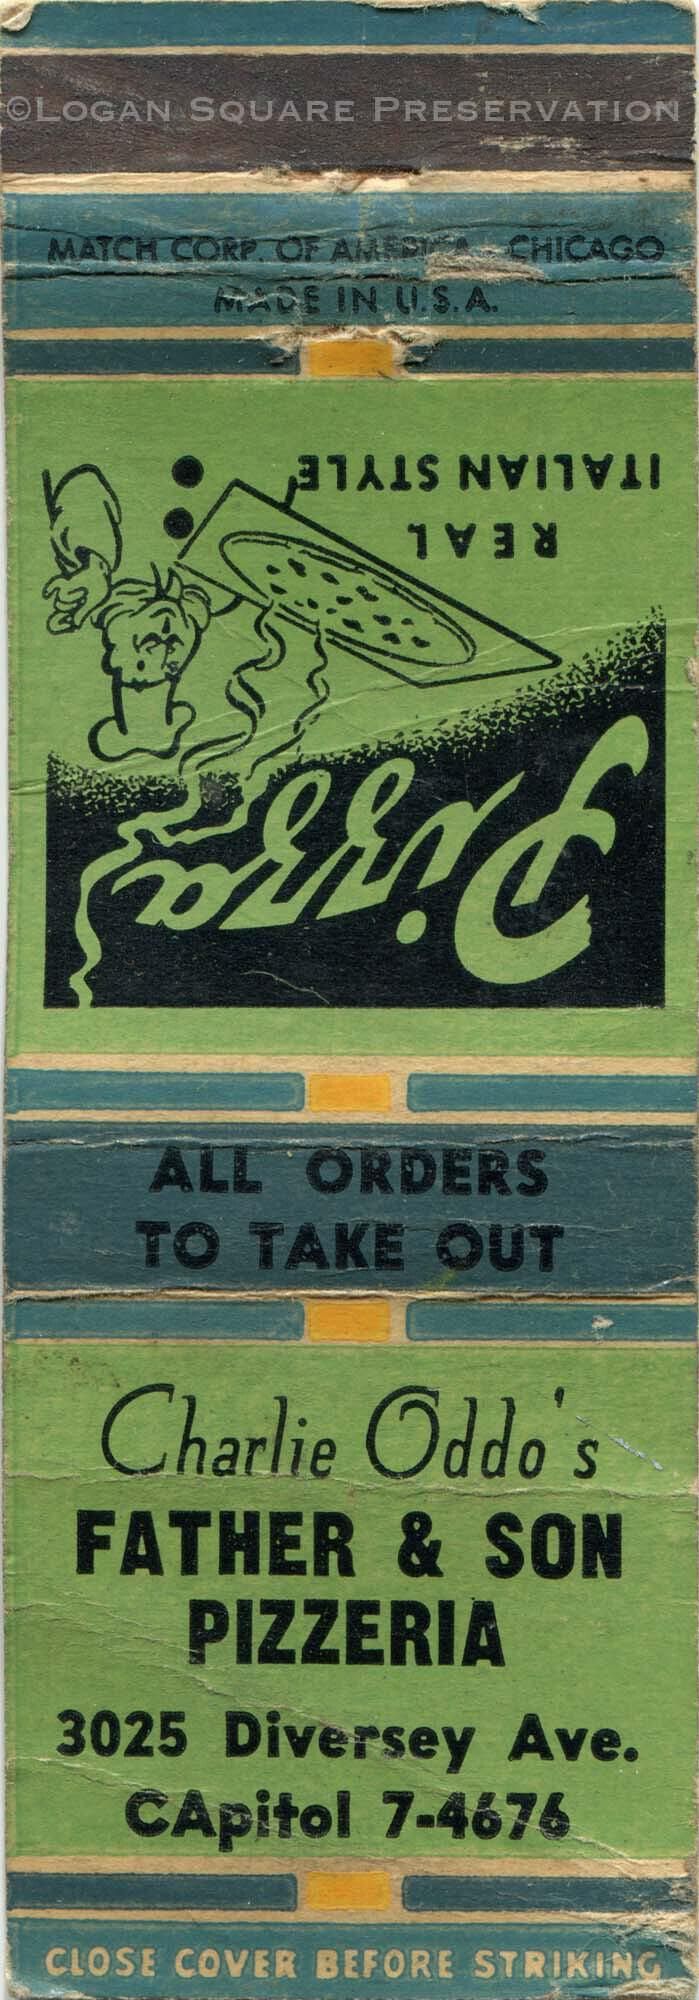 ©LOGAN SQUARE PRESERVATION
MATCH CORP. OF AMERICA - CHICAGO
MADE IN U.S.A.
REAL
ITALIAN STYLE
Pizza
ALL ORDERS
TO TAKE OUT
Charlie Oddo's
FATHER & SON
PIZZERIA
3025 Diversey Ave.
CApitol 7-4676
CLOSE COVER BEFORE STRIKING